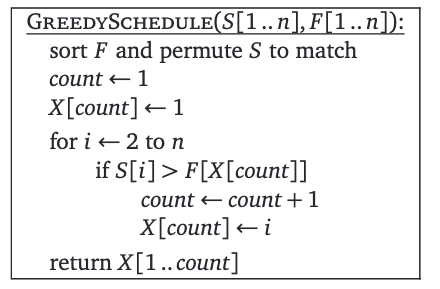 GREEDYSCHEDULE(S[1..n], F[1..n]):
sort F and permute S to match
count ← 1
X[count] ← 1
for i ← 2 to n
if S[i] > F[X[count]]
count ← count + 1
X[count] ← i
return X[1..count]